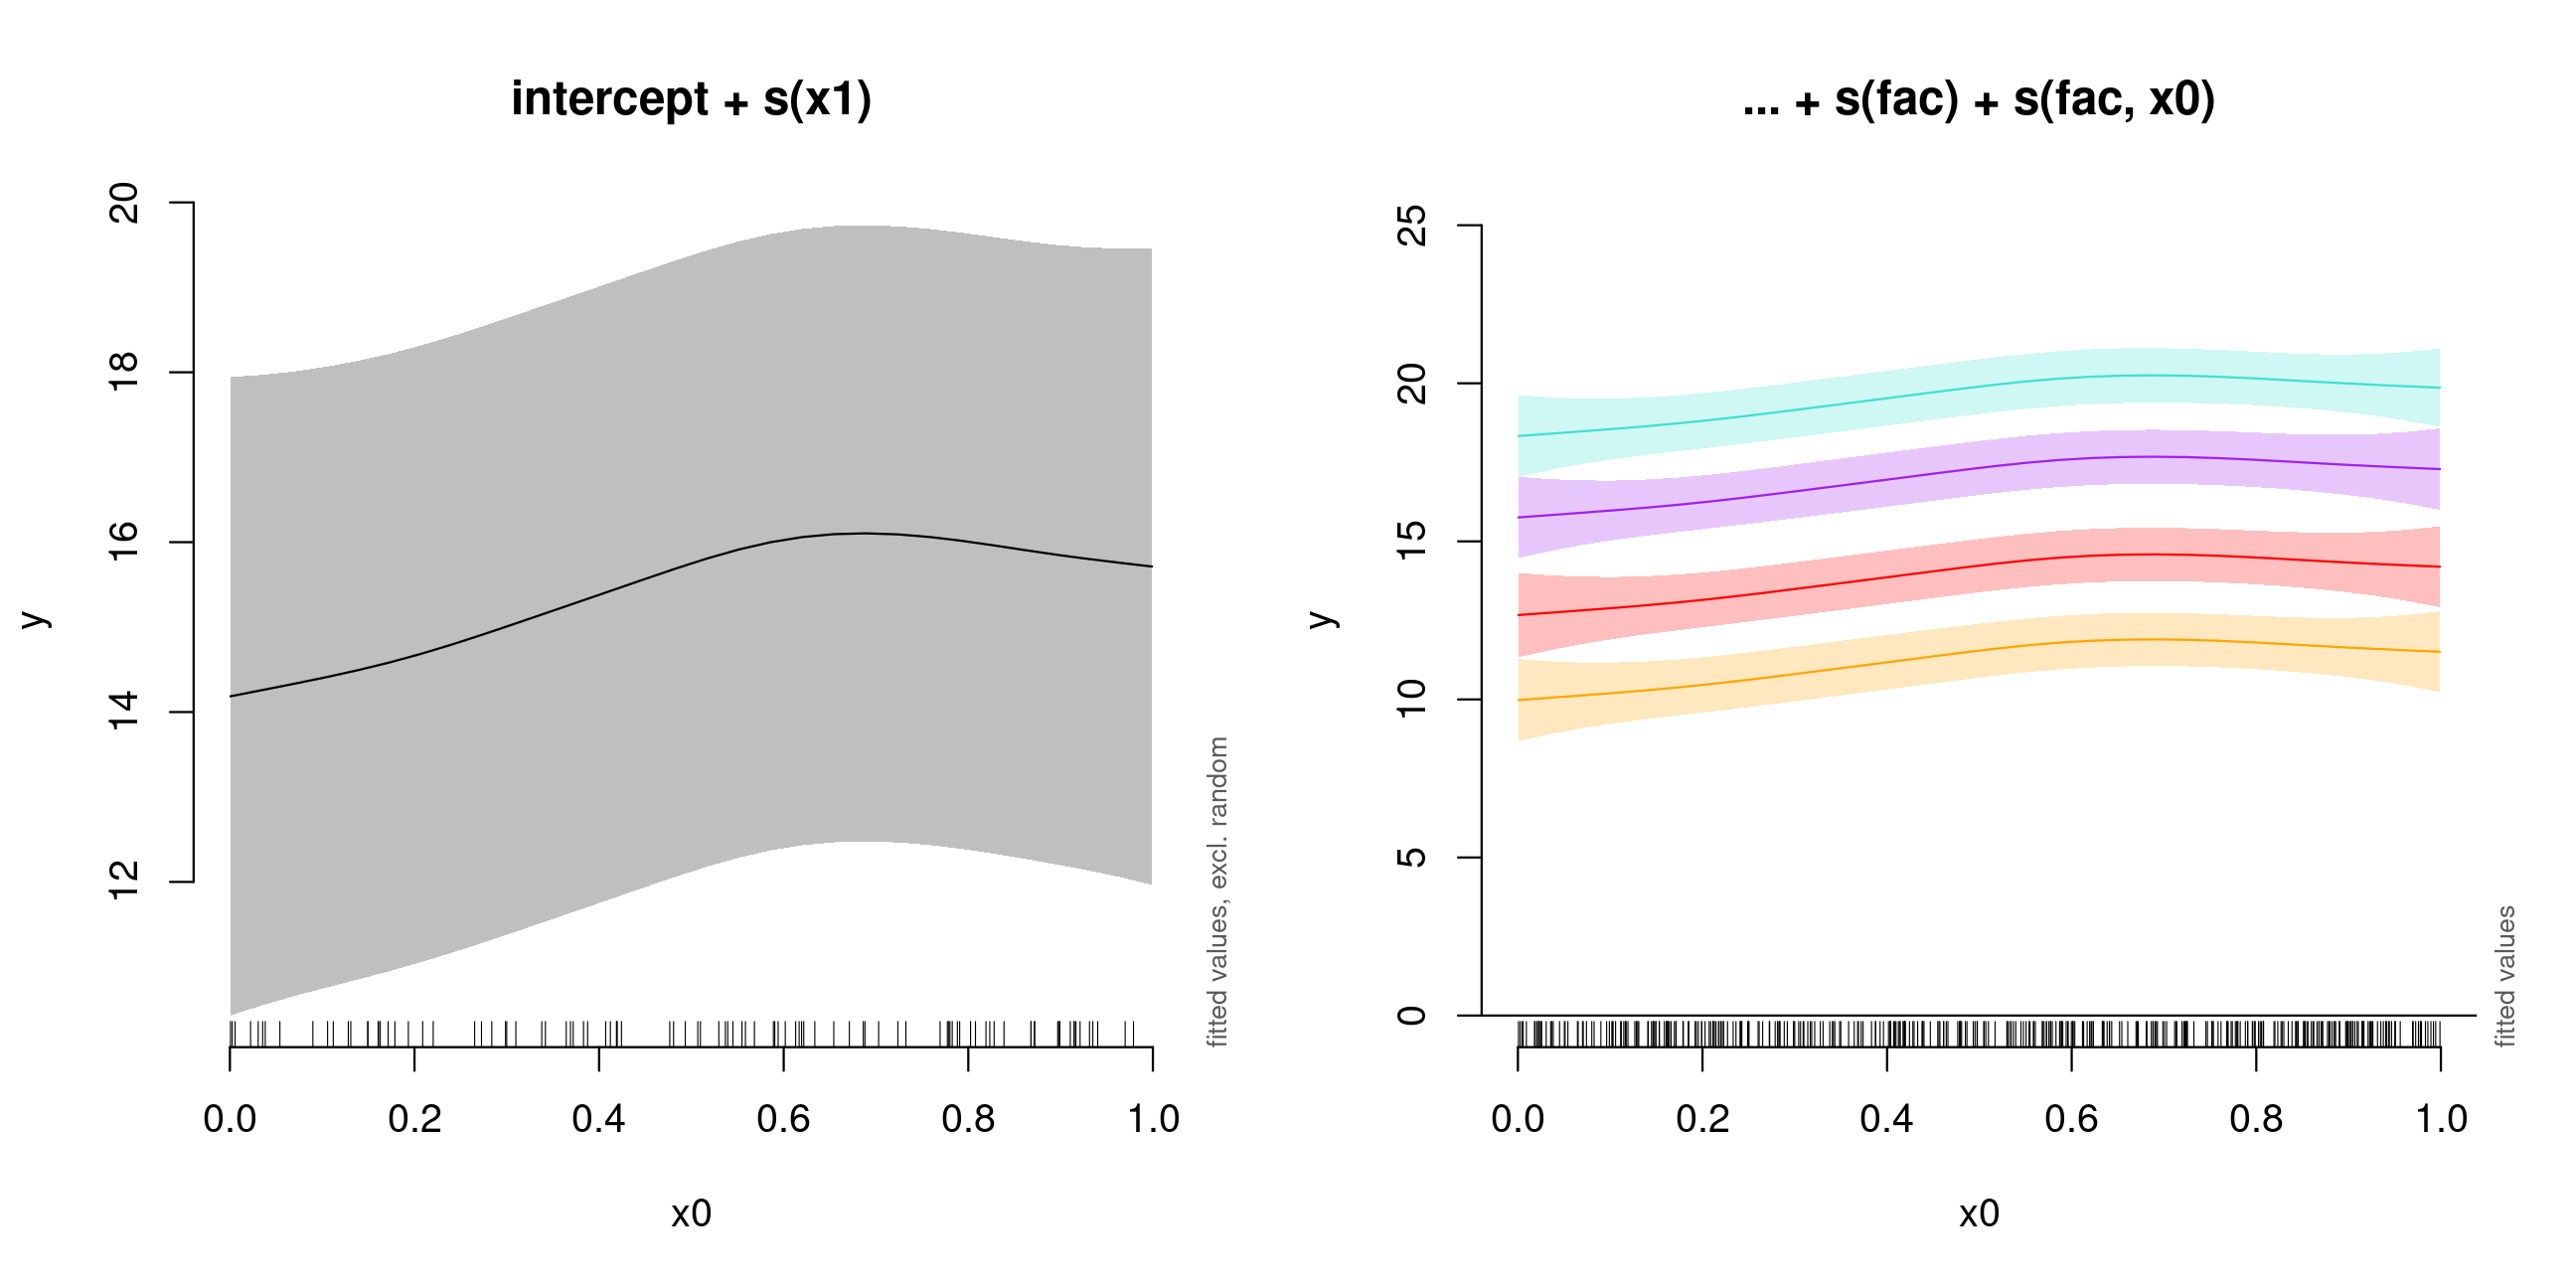 intercept + s(x1)
y
20
18
16
14
12
0.0 0.2 0.4 0.6 0.8 1.0
x0
fitted values, excl. random
... + s(fac) + s(fac, x0)
y
25
20
15
10
5
0
0.0 0.2 0.4 0.6 0.8 1.0
x0
fitted values